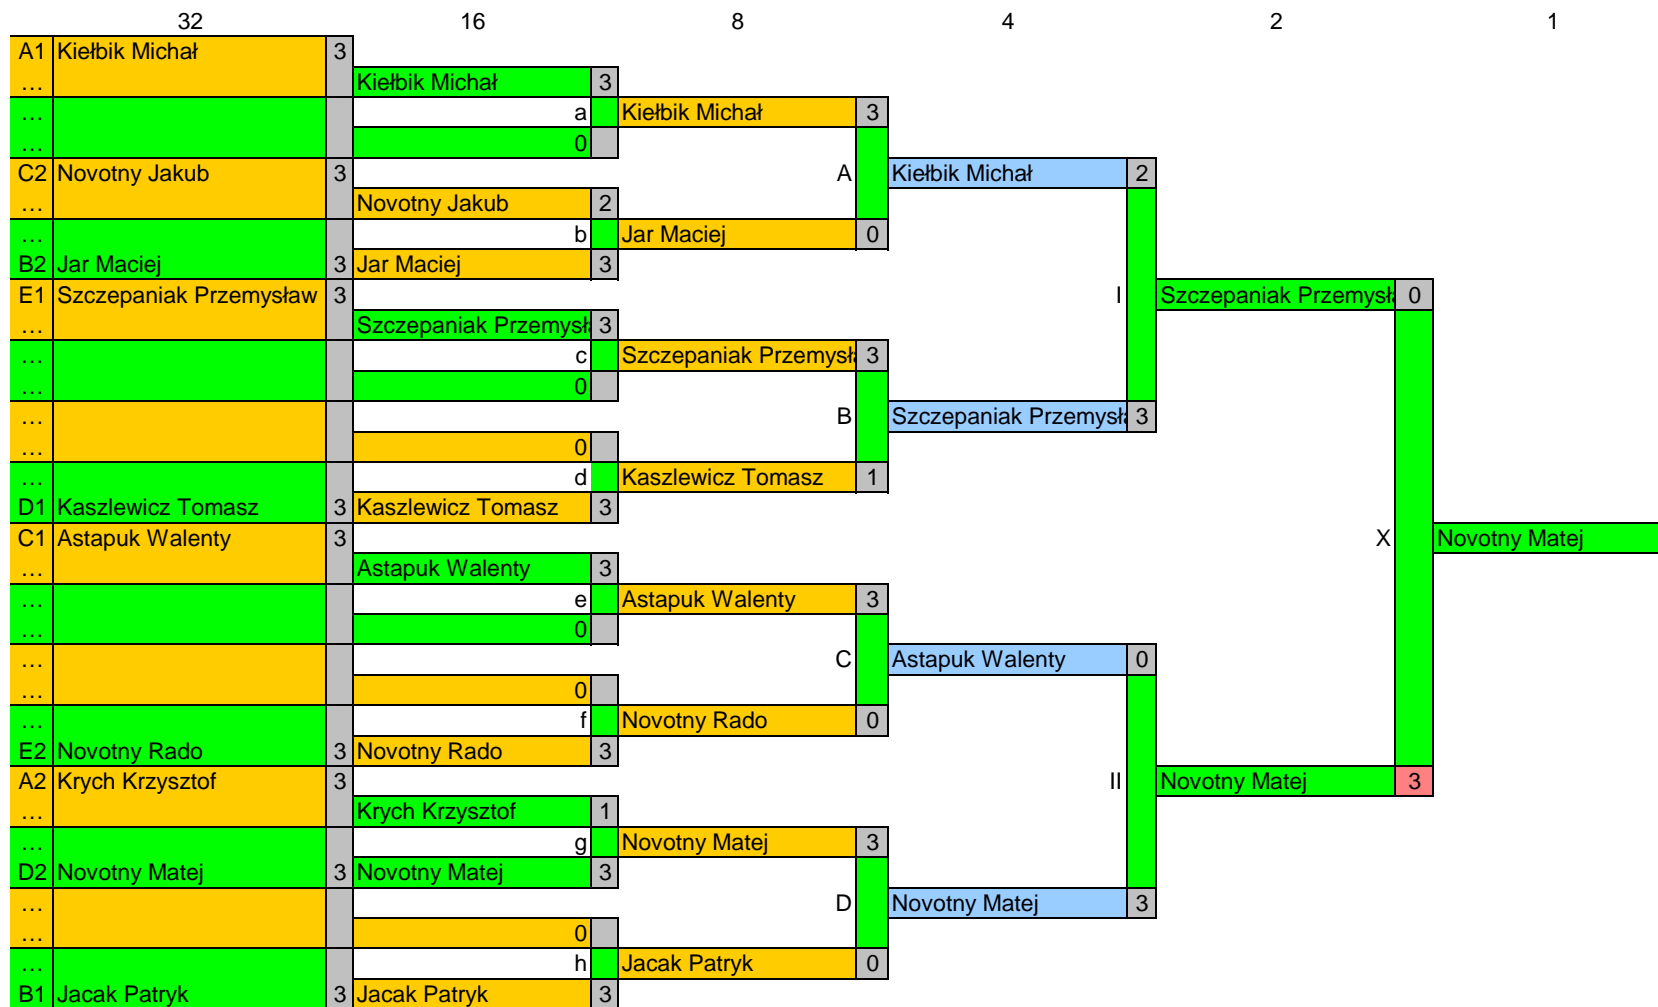 32 16 8 4 2 1
A1 Kiełbik Michał 3
… Kiełbik Michał 3
… a Kiełbik Michał 3
… 0
C2 Novotny Jakub 3 A Kiełbik Michał 2
… Novotny Jakub 2
… b Jar Maciej 0
B2 Jar Maciej 3 Jar Maciej 3
E1 Szczepaniak Przemysław 3 I Szczepaniak Przemysła 0
… Szczepaniak Przemysła 3
… c Szczepaniak Przemysła 3
… 0
… B Szczepaniak Przemysła 3
… 0
… d Kaszlewicz Tomasz 1
D1 Kaszlewicz Tomasz 3 Kaszlewicz Tomasz 3
C1 Astapuk Walenty 3 X Novotny Matej
… Astapuk Walenty 3
… e Astapuk Walenty 3
… 0
… C Astapuk Walenty 0
… 0
… f Novotny Rado 0
E2 Novotny Rado 3 Novotny Rado 3
A2 Krych Krzysztof 3 II Novotny Matej 3
… Krych Krzysztof 1
… g Novotny Matej 3
D2 Novotny Matej 3 Novotny Matej 3
… D Novotny Matej 3
… 0
… h Jacak Patryk 0
B1 Jacak Patryk 3 Jacak Patryk 3